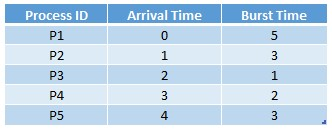 Process ID Arrival Time Burst Time
P1 0 5
P2 1 3
P3 2 1
P4 3 2
P5 4 3